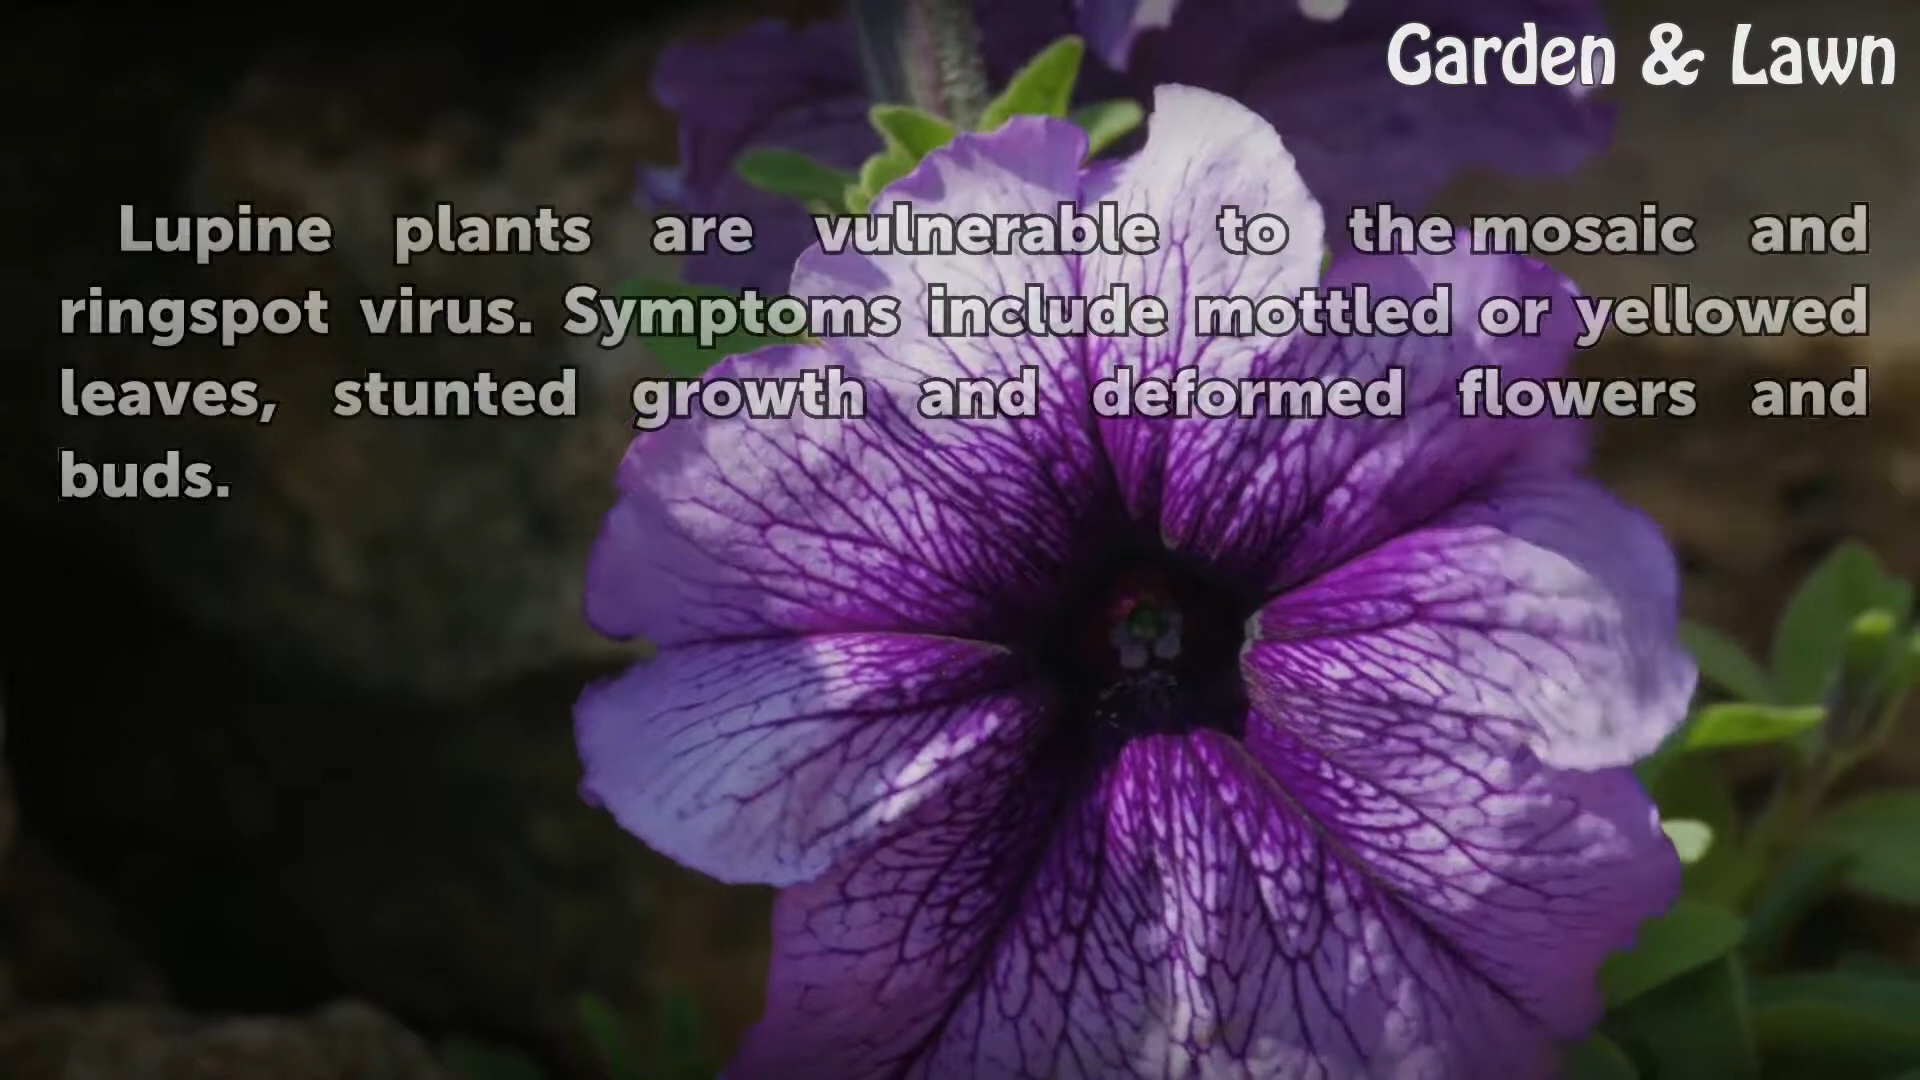 Garden & Lawn
Lupine plants are vulnerable to the mosaic and
ringspot virus. Symptoms include mottled or yellowed
leaves, stunted growth and deformed flowers and
buds.